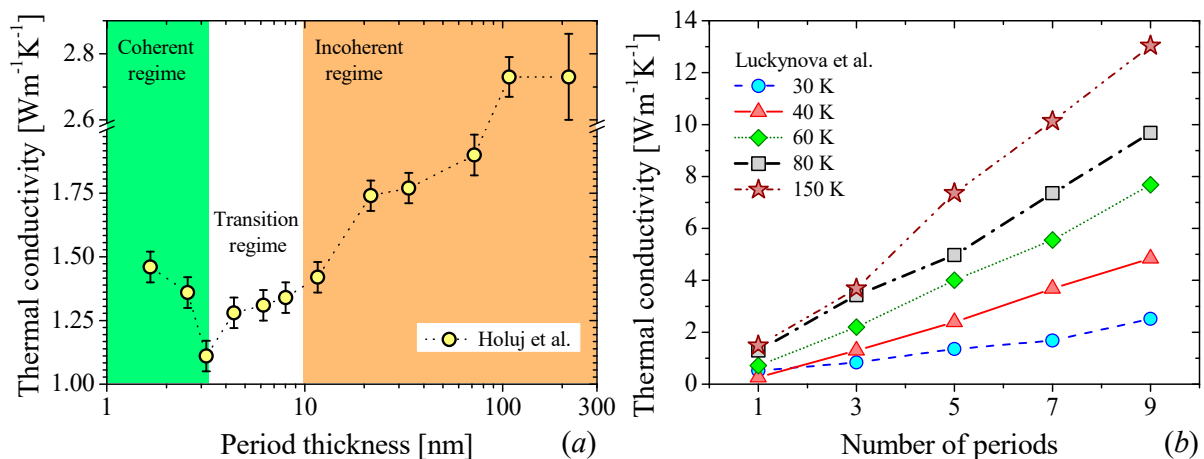 Thermal conductivity [Wm⁻¹K⁻¹]
2.8
2.6
1.75
1.50
1.25
1.00
Coherent
regime
Transition
regime
Incoherent
regime
Holuj et al.
1
10
100
300
Period thickness [nm]
(a)
Thermal conductivity [Wm⁻¹K⁻¹]
14
12
10
8
6
4
2
0
Luckynova et al.
30 K
40 K
60 K
80 K
150 K
1
3
5
7
9
Number of periods
(b)